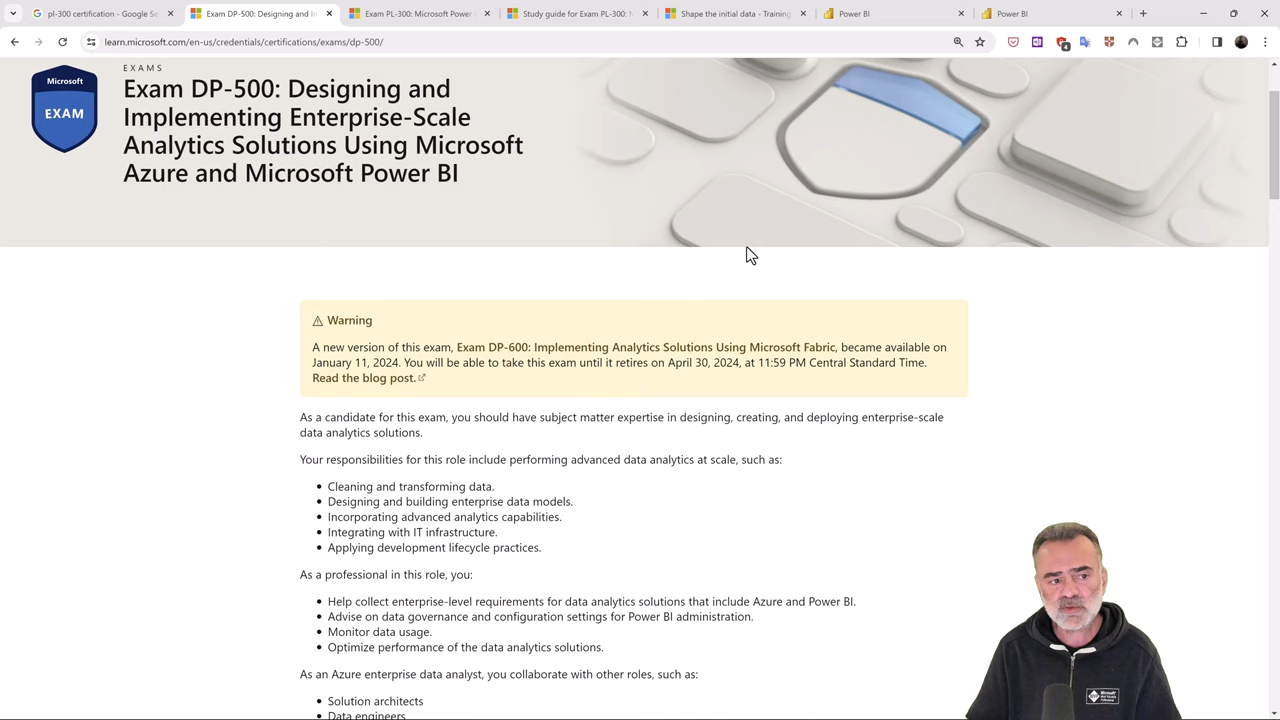 pl-300 certification - Google Se
Exam DP-500: Designing and In
Exam PL-300: Microsoft Power
Study guide for Exam PL-300: M
Shape the initial data - Training
Power BI
Power BI
learn.microsoft.com/en-us/credentials/certifications/exams/dp-500/
4
Microsoft
EXAM
EXAMS
Exam DP-500: Designing and
Implementing Enterprise-Scale
Analytics Solutions Using Microsoft
Azure and Microsoft Power BI
Warning
A new version of this exam, Exam DP-600: Implementing Analytics Solutions Using Microsoft Fabric, became available on
January 11, 2024. You will be able to take this exam until it retires on April 30, 2024, at 11:59 PM Central Standard Time.
Read the blog post.
As a candidate for this exam, you should have subject matter expertise in designing, creating, and deploying enterprise-scale
data analytics solutions.
Your responsibilities for this role include performing advanced data analytics at scale, such as:
• Cleaning and transforming data.
• Designing and building enterprise data models.
• Incorporating advanced analytics capabilities.
• Integrating with IT infrastructure.
• Applying development lifecycle practices.
As a professional in this role, you:
• Help collect enterprise-level requirements for data analytics solutions that include Azure and Power BI.
• Advise on data governance and configuration settings for Power BI administration.
• Monitor data usage.
• Optimize performance of the data analytics solutions.
As an Azure enterprise data analyst, you collaborate with other roles, such as:
• Solution architects
• Data engineers